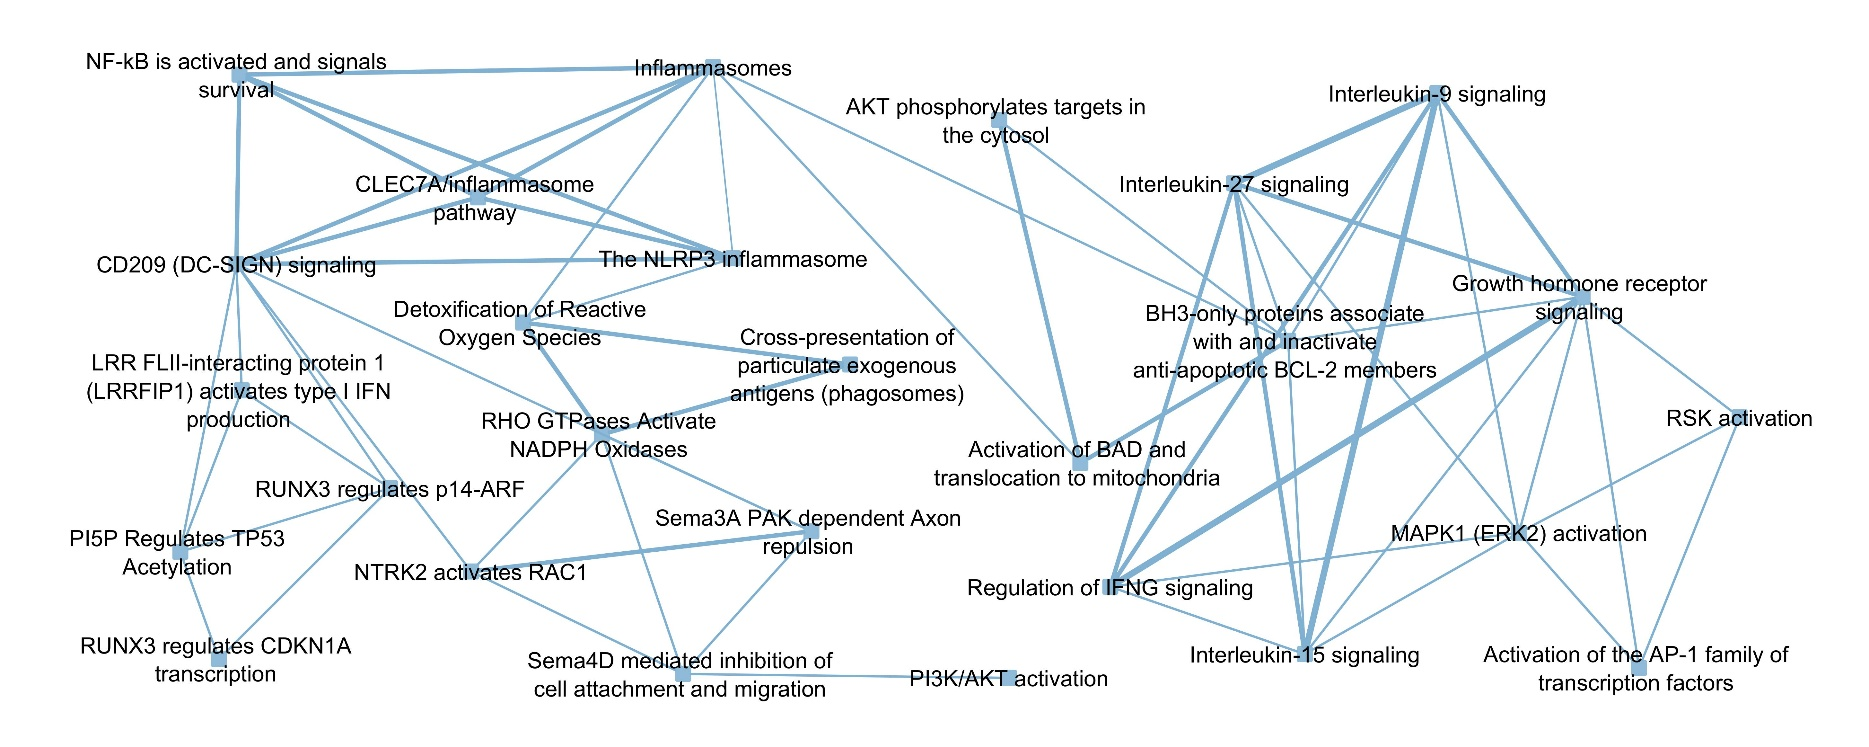 NF-kB is activated and signals
survival
Inflammasomes
AKT phosphorylates targets in
the cytosol
Interleukin-9 signaling
CLEC7A/inflammasome
pathway
Interleukin-27 signaling
CD209 (DC-SIGN) signaling
The NLRP3 inflammasome
Growth hormone receptor
signaling
Detoxification of Reactive
Oxygen Species
BH3-only proteins associate
with and inactivate
anti-apoptotic BCL-2 members
Cross-presentation of
particulate exogenous
antigens (phagosomes)
LRR FLII-interacting protein 1
(LRRFIP1) activates type I IFN
production
RHO GTPases Activate
NADPH Oxidases
RSK activation
Activation of BAD and
translocation to mitochondria
RUNX3 regulates p14-ARF
Sema3A PAK dependent Axon
repulsion
MAPK1 (ERK2) activation
PI5P Regulates TP53
Acetylation
NTRK2 activates RAC1
Regulation of IFNG signaling
RUNX3 regulates CDKN1A
transcription
Sema4D mediated inhibition of
cell attachment and migration
PI3K/AKT activation
Interleukin-15 signaling
Activation of the AP-1 family of
transcription factors